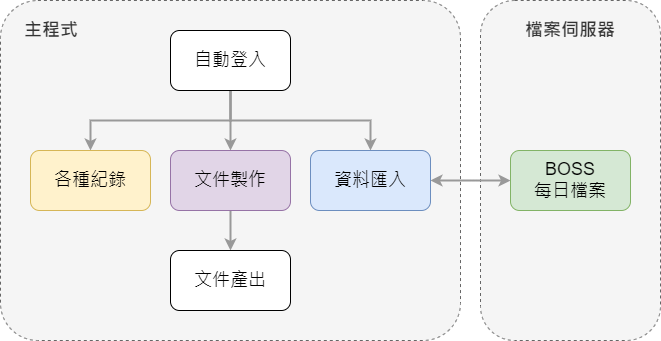 主程式
檔案伺服器
自動登入
各種紀錄
文件製作
資料匯入
BOSS
每日檔案
文件產出